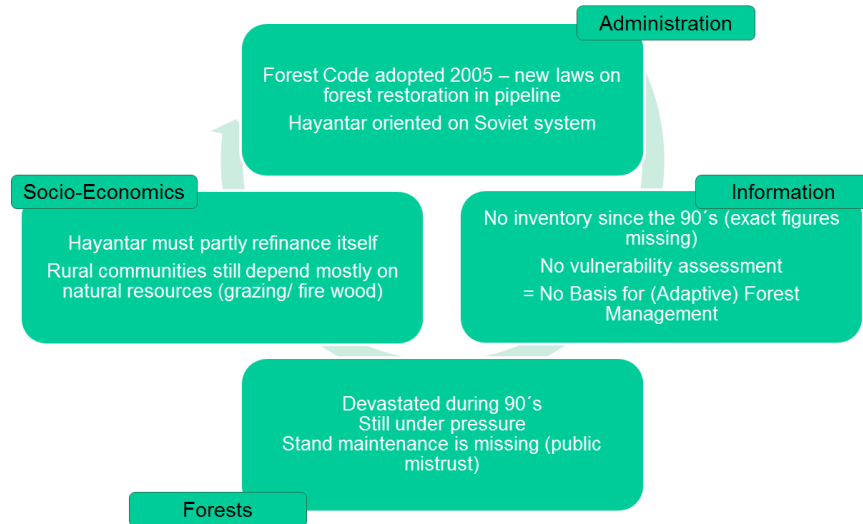 Administration
Forest Code adopted 2005 – new laws on
forest restoration in pipeline
Hayantar oriented on Soviet system
Socio-Economics
Hayantar must partly refinance itself
Rural communities still depend mostly on
natural resources (grazing/ fire wood)
Information
No inventory since the 90´s (exact figures
missing)
No vulnerability assessment
= No Basis for (Adaptive) Forest
Management
Devastated during 90´s
Still under pressure
Stand maintenance is missing (public
mistrust)
Forests